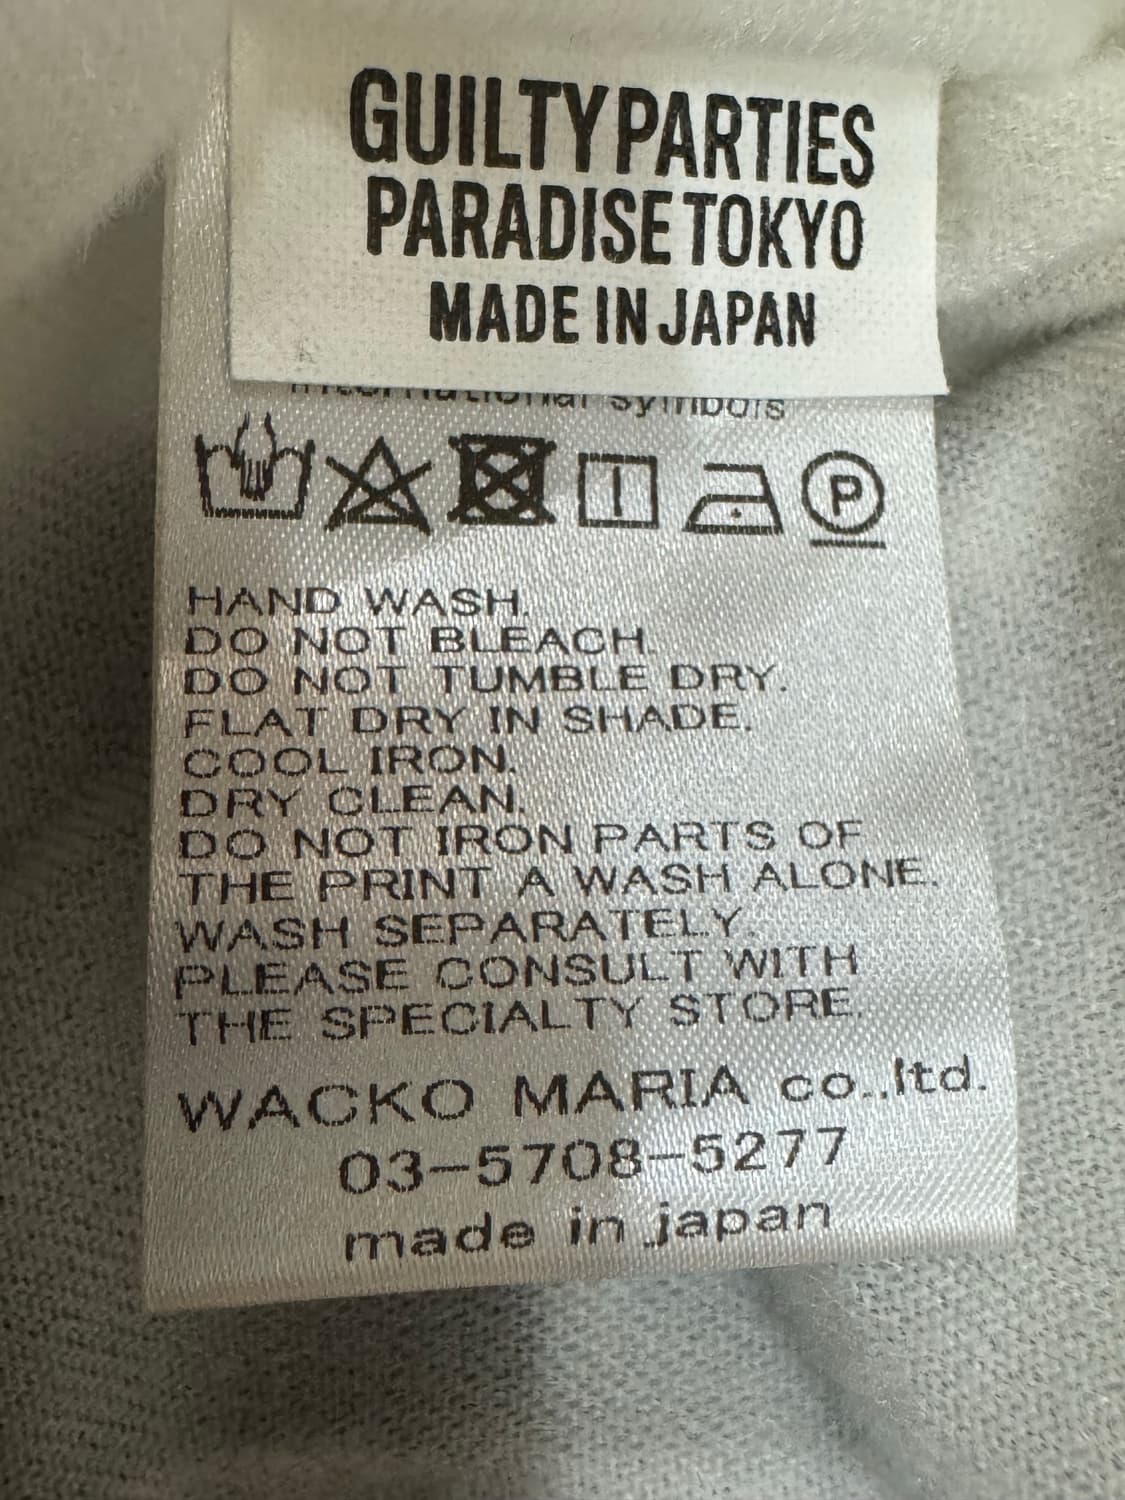 GUILTY PARTIES
PARADISE TOKYO
MADE IN JAPAN
International symbols
P
HAND WASH.
DO NOT BLEACH.
DO NOT TUMBLE DRY.
FLAT DRY IN SHADE.
COOL IRON.
DRY CLEAN.
DO NOT IRON PARTS OF
THE PRINT A WASH ALONE.
WASH SEPARATELY.
PLEASE CONSULT WITH
THE SPECIALTY STORE.
WACKO MARIA co.,ltd.
03-5708-5277
made in japan